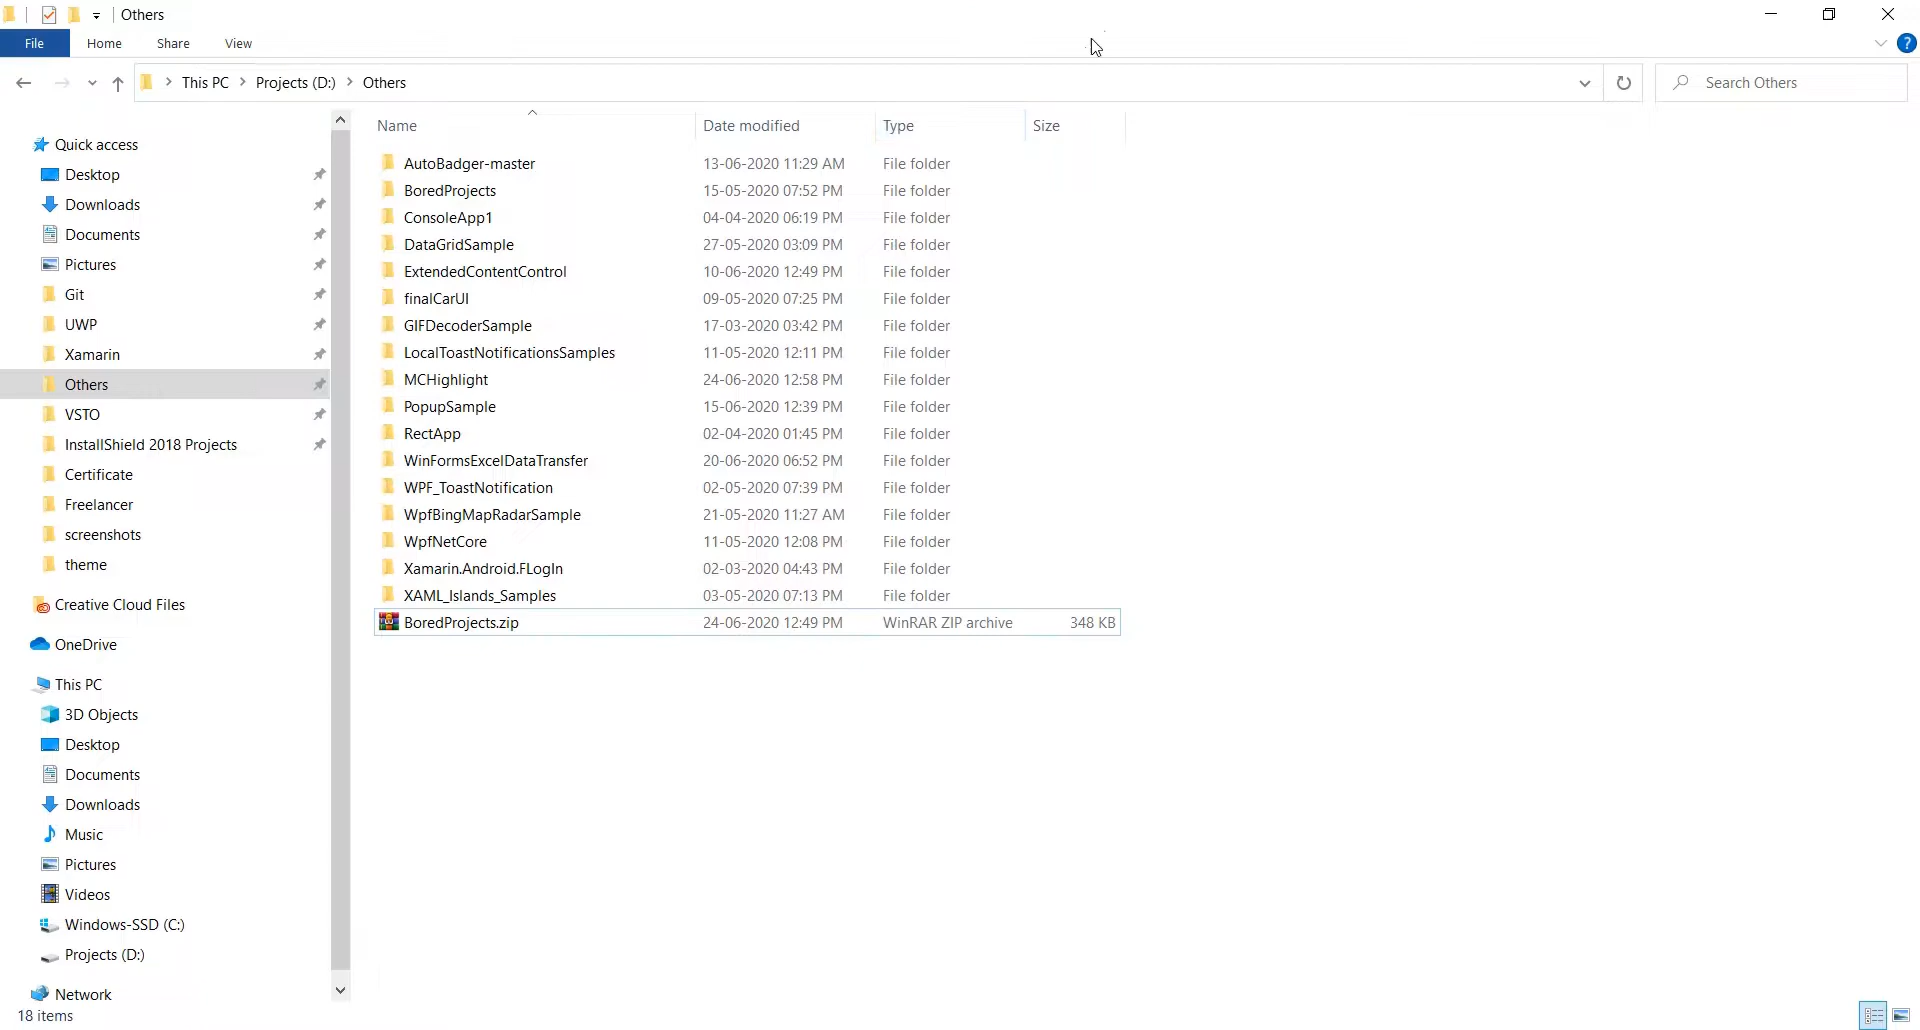 Others
File Home Share View
This PC Projects (D:) Others
Search Others
Name Date modified Type Size
Quick access
Desktop
Downloads
Documents
Pictures
Git
UWP
Xamarin
Others
VSTO
InstallShield 2018 Projects
Certificate
Freelancer
screenshots
theme
Creative Cloud Files
OneDrive
This PC
3D Objects
Desktop
Documents
Downloads
Music
Pictures
Videos
Windows-SSD (C:)
Projects (D:)
Network
AutoBadger-master 13-06-2020 11:29 AM File folder
BoredProjects 15-05-2020 07:52 PM File folder
ConsoleApp1 04-04-2020 06:19 PM File folder
DataGridSample 27-05-2020 03:09 PM File folder
ExtendedContentControl 10-06-2020 12:49 PM File folder
finalCarUI 09-05-2020 07:25 PM File folder
GIFDecoderSample 17-03-2020 03:42 PM File folder
LocalToastNotificationsSamples 11-05-2020 12:11 PM File folder
MCHighlight 24-06-2020 12:58 PM File folder
PopupSample 15-06-2020 12:39 PM File folder
RectApp 02-04-2020 01:45 PM File folder
WinFormsExcelDataTransfer 20-06-2020 06:52 PM File folder
WPF_ToastNotification 02-05-2020 07:39 PM File folder
WpfBingMapRadarSample 21-05-2020 11:27 AM File folder
WpfNetCore 11-05-2020 12:08 PM File folder
Xamarin.Android.FLogIn 02-03-2020 04:43 PM File folder
XAML_Islands_Samples 03-05-2020 07:13 PM File folder
BoredProjects.zip 24-06-2020 12:49 PM WinRAR ZIP archive 348 KB
18 items